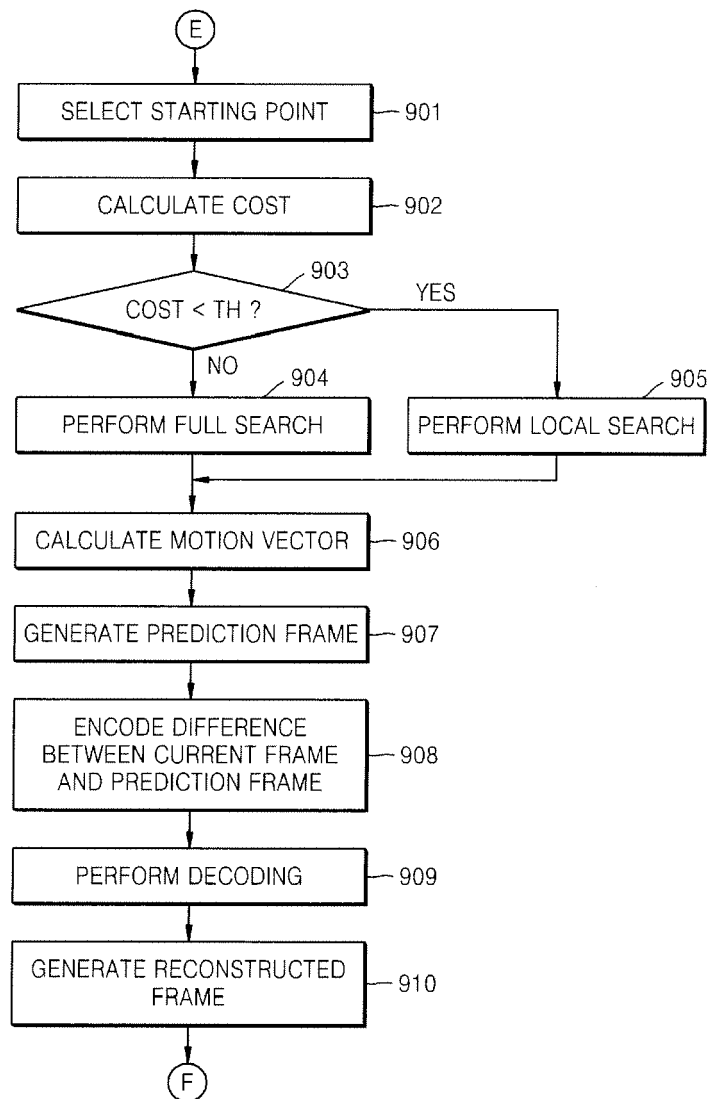 E
SELECT STARTING POINT
901
CALCULATE COST
902
903
COST < TH ?
YES
NO
904
905
PERFORM FULL SEARCH
PERFORM LOCAL SEARCH
CALCULATE MOTION VECTOR
906
GENERATE PREDICTION FRAME
907
ENCODE DIFFERENCE
BETWEEN CURRENT FRAME
AND PREDICTION FRAME
908
PERFORM DECODING
909
GENERATE RECONSTRUCTED
FRAME
910
F